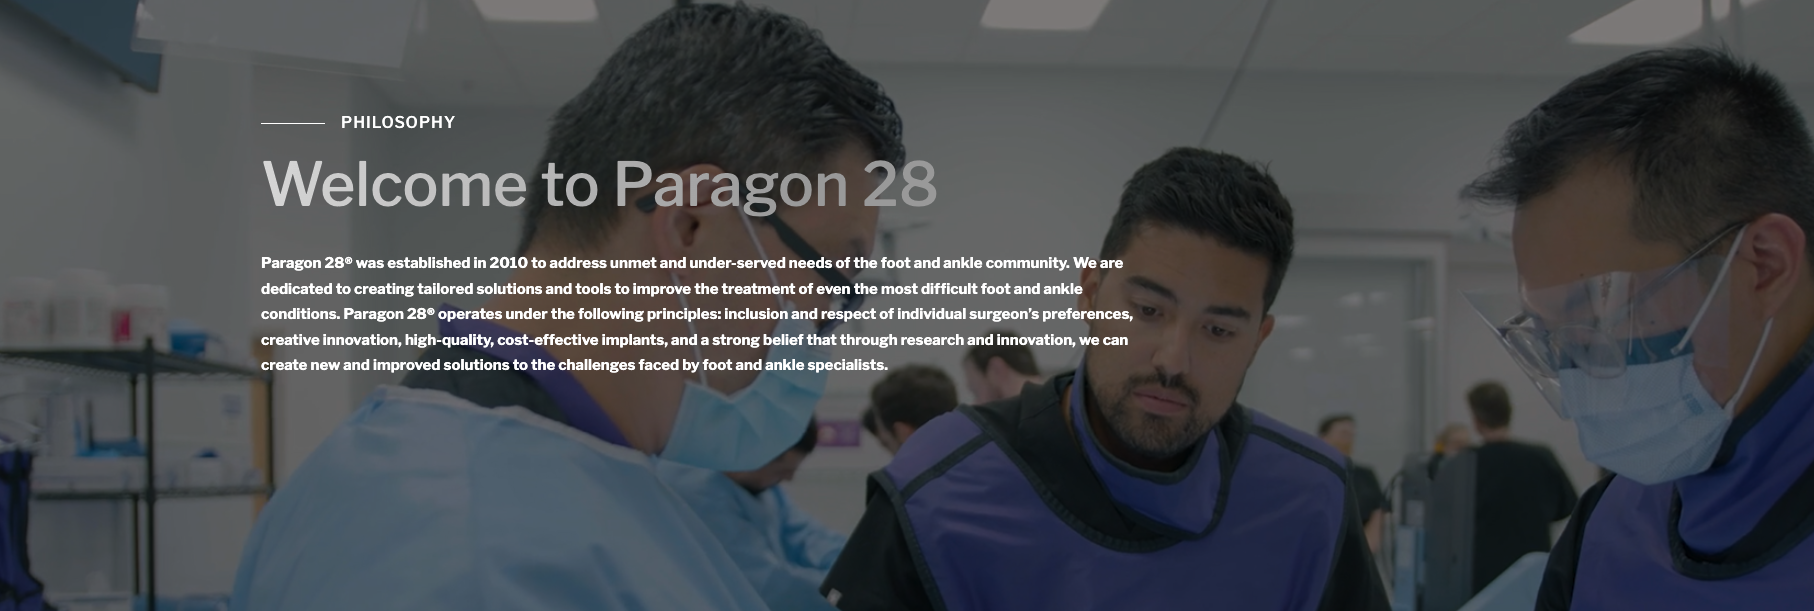 PHILOSOPHY
Welcome to Paragon 28
Paragon 28® was established in 2010 to address unmet and under-served needs of the foot and ankle community. We are
dedicated to creating tailored solutions and tools to improve the treatment of even the most difficult foot and ankle
conditions. Paragon 28® operates under the following principles: inclusion and respect of individual surgeon’s preferences,
creative innovation, high-quality, cost-effective implants, and a strong belief that through research and innovation, we can
create new and improved solutions to the challenges faced by foot and ankle specialists.